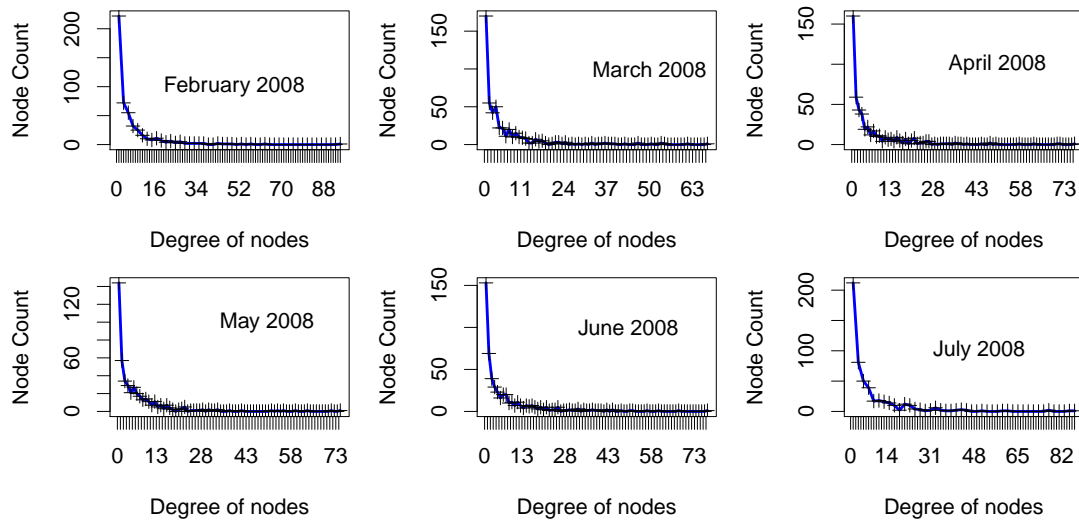 Node Count
200
100
0
February 2008
0 16 34 52 70 88
Degree of nodes
Node Count
150
50
0
March 2008
0 11 24 37 50 63
Degree of nodes
Node Count
150
100
50
0
April 2008
0 13 28 43 58 73
Degree of nodes
Node Count
120
60
0
May 2008
0 13 28 43 58 73
Degree of nodes
Node Count
150
100
50
0
June 2008
0 13 28 43 58 73
Degree of nodes
Node Count
200
100
0
July 2008
0 14 31 48 65 82
Degree of nodes